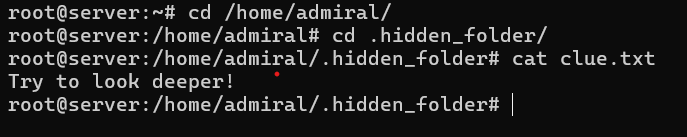 root@server:~# cd /home/admiral/
root@server:/home/admiral# cd .hidden_folder/
root@server:/home/admiral/.hidden_folder# cat clue.txt
Try to look deeper!
root@server:/home/admiral/.hidden_folder#